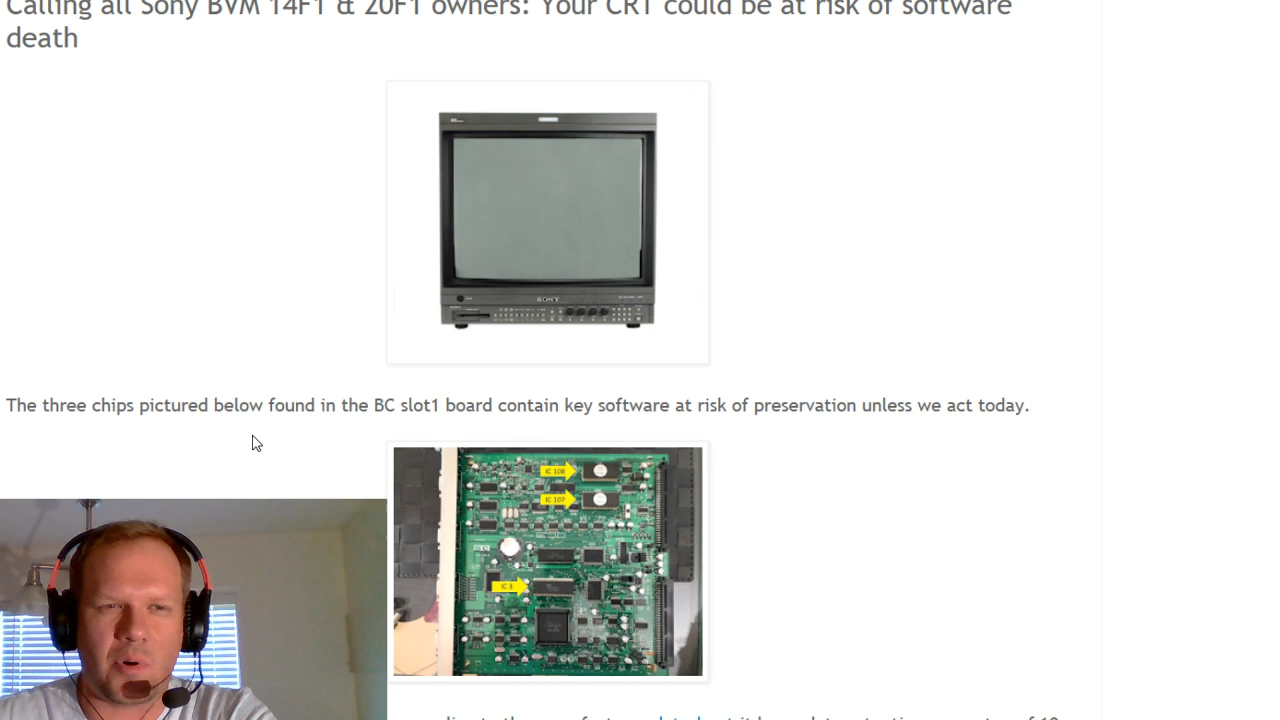 Calling all Sony BVM 14F1 & 20F1 owners: Your CRT could be at risk of software
death
SONY
The three chips pictured below found in the BC slot1 board contain key software at risk of preservation unless we act today.
IC 108
IC 107
IC 3